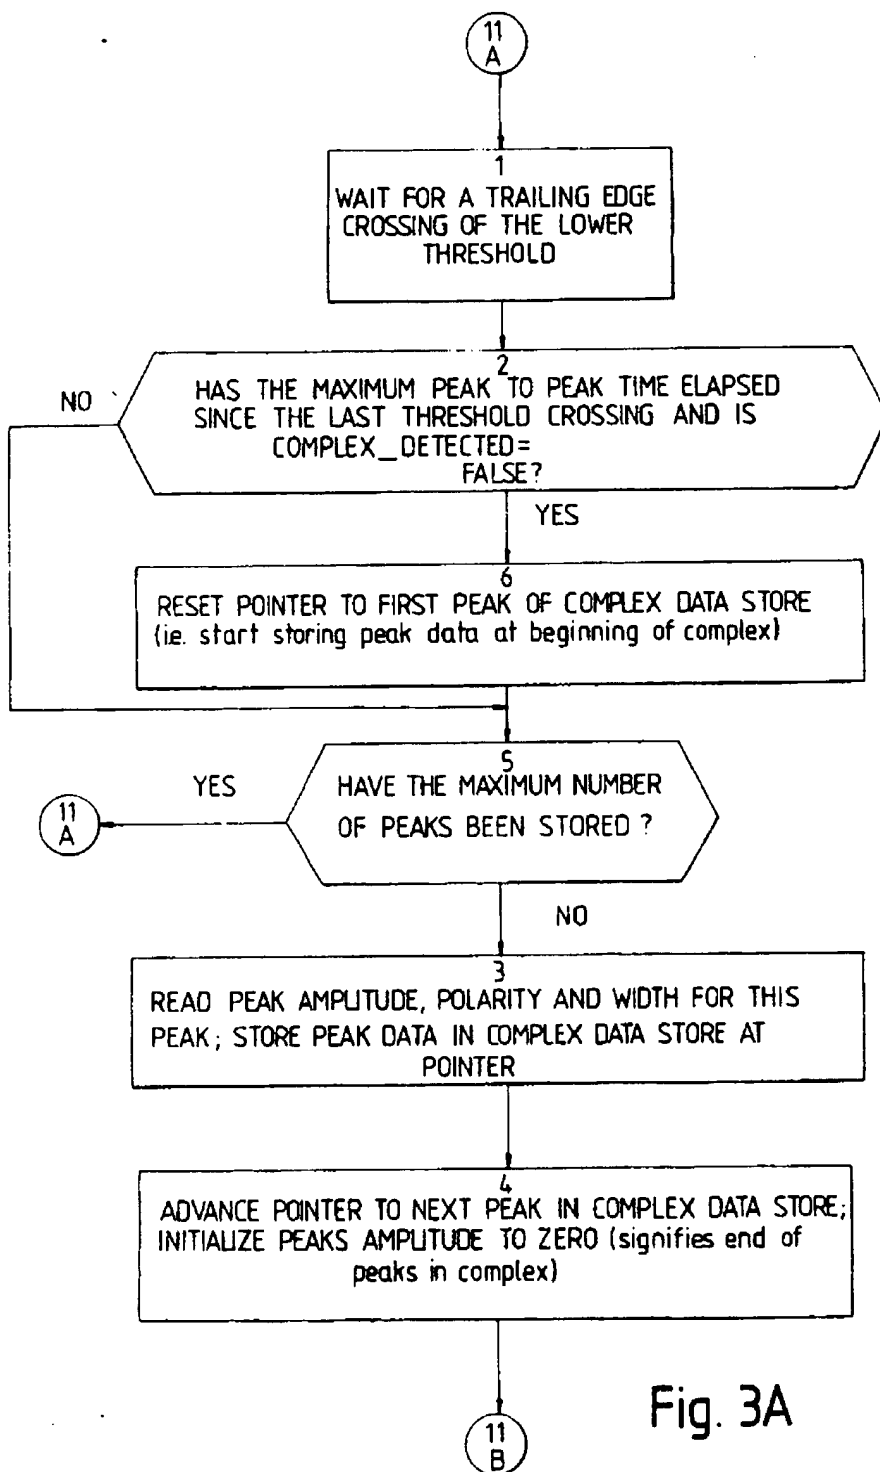 11
A
1
WAIT FOR A TRAILING EDGE
CROSSING OF THE LOWER
THRESHOLD
2
NO
HAS THE MAXIMUM PEAK TO PEAK TIME ELAPSED
SINCE THE LAST THRESHOLD CROSSING AND IS
COMPLEX_DETECTED=
FALSE?
YES
6
RESET POINTER TO FIRST PEAK OF COMPLEX DATA STORE
(i.e. start storing peak data at beginning of complex)
5
YES
HAVE THE MAXIMUM NUMBER
OF PEAKS BEEN STORED ?
11
A
NO
3
READ PEAK AMPLITUDE, POLARITY AND WIDTH FOR THIS
PEAK; STORE PEAK DATA IN COMPLEX DATA STORE AT
POINTER
4
ADVANCE POINTER TO NEXT PEAK IN COMPLEX DATA STORE;
INITIALIZE PEAKS AMPLITUDE TO ZERO (signifies end of
peaks in complex)
Fig. 3A
11
B